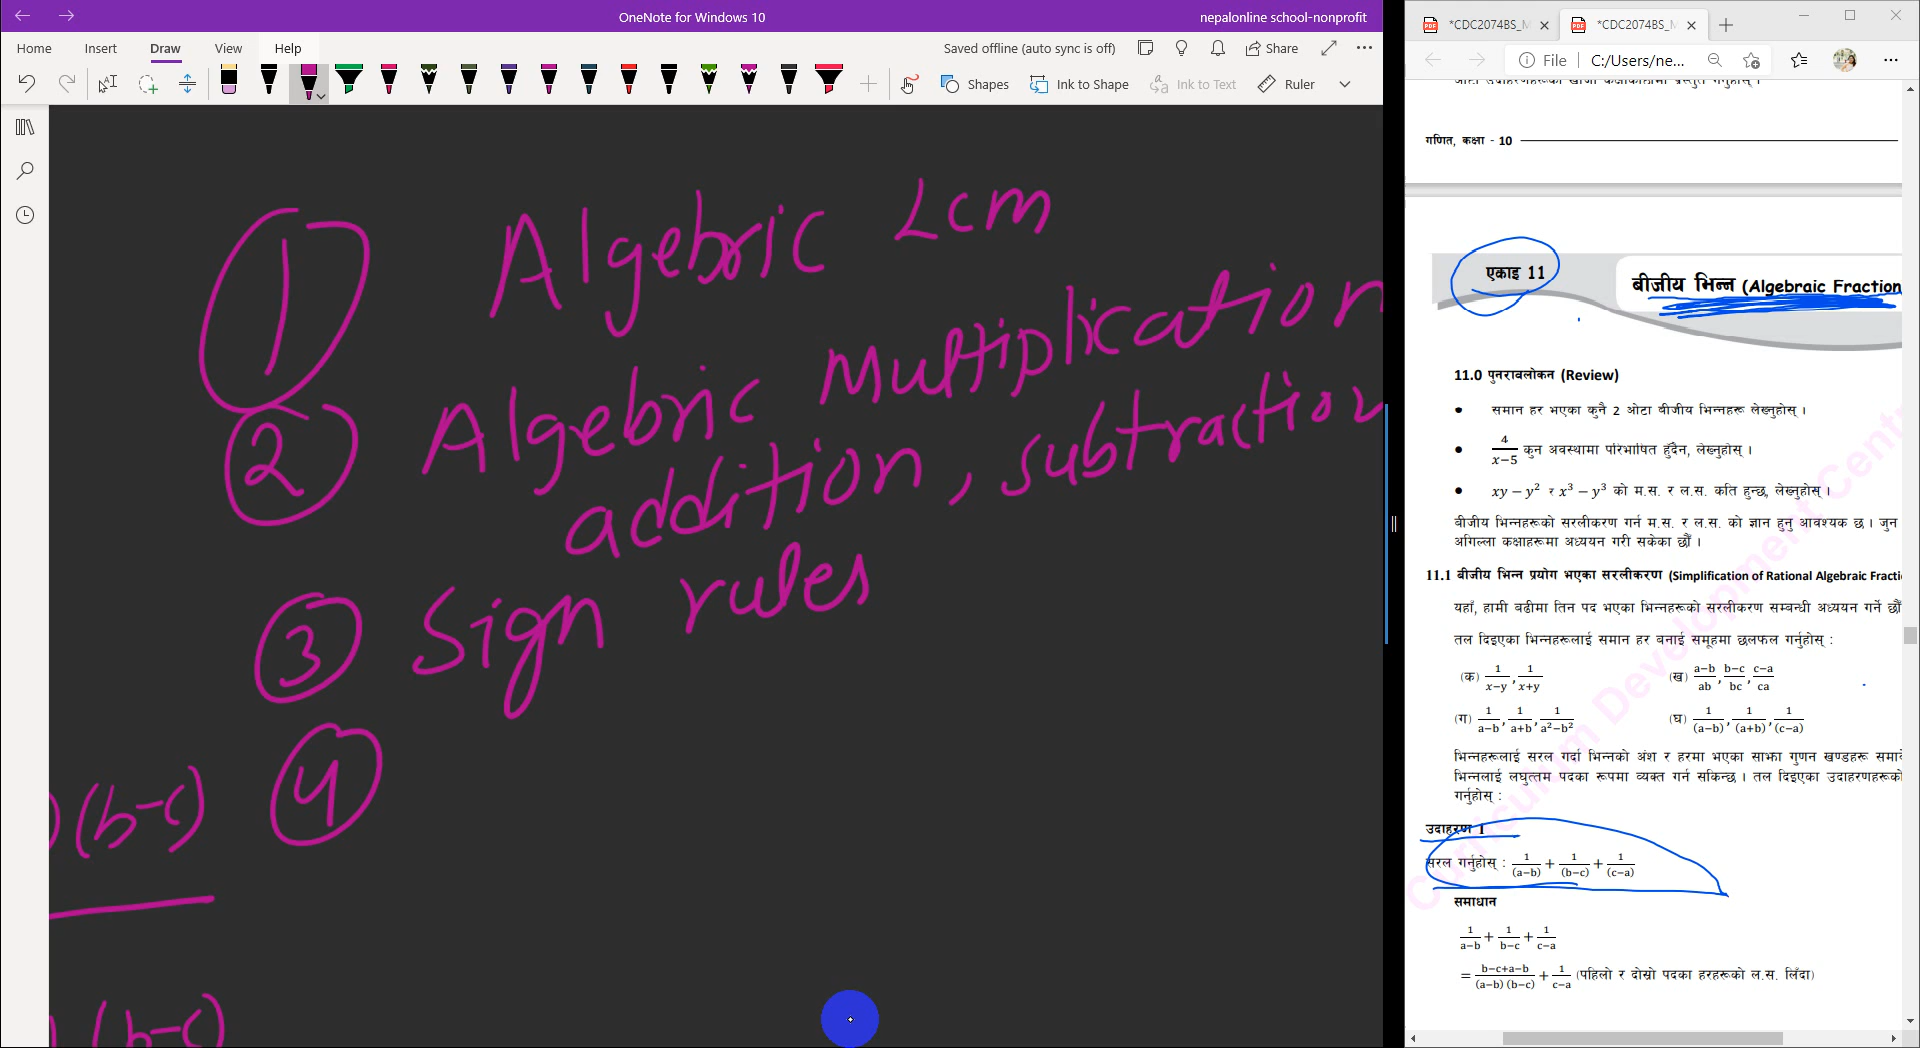 OneNote for Windows 10
nepalonline school-nonprofit
Home Insert Draw View Help
Saved offline (auto sync is off) Share
Shapes Ink to Shape Ink to Text Ruler
1 Algebric Lcm
2 Algebric Multiplication
addition, subtraction
3 Sign rules
4
)(b-c)
)(b-c)
*CDC2074BS_M *CDC2074BS_M
File C:/Users/ne...
गणित, कक्षा - 10
एकाइ 11
बीजीय भिन्न (Algebraic Fraction
11.0 पुनरावलोकन (Review)
• समान हर भएका कुनै 2 ओटा बीजीय भिन्नहरू लेख्नुहोस् ।
• 4/(x−5) कुन अवस्थामा परिभाषित हुँदैन, लेख्नुहोस् ।
• xy − y² र x³ − y³ को म.स. र ल.स. कति हुन्छ, लेख्नुहोस् ।
बीजीय भिन्नहरूको सरलीकरण गर्न म.स. र ल.स. को ज्ञान हुनु आवश्यक छ । जुन
अगिल्ला कक्षाहरूमा अध्ययन गरी सकेका छौँ ।
11.1 बीजीय भिन्न प्रयोग भएका सरलीकरण (Simplification of Rational Algebraic Fracti
यहाँ, हामी बढीमा तिन पद भएका भिन्नहरूको सरलीकरण सम्बन्धी अध्ययन गर्ने छौँ
तल दिइएका भिन्नहरूलाई समान हर बनाई समूहमा छलफल गर्नुहोस् :
(क) 1/(x−y), 1/(x+y) (ख) (a−b)/ab, (b−c)/bc, (c−a)/ca
(ग) 1/(a−b), 1/(a+b), 1/(a²−b²) (घ) 1/(a−b), 1/(a+b), 1/(c−a)
भिन्नहरूलाई सरल गर्दा भिन्नको अंश र हरमा भएका साझा गुणन खण्डहरू
भिन्नलाई लघुत्तम पदका रूपमा व्यक्त गर्न सकिन्छ । तल दिइएका उदाहरणहरूको
गर्नुहोस् :
उदाहरण 1
सरल गर्नुहोस् : 1/(a−b) + 1/(b−c) + 1/(c−a)
समाधान
1/(a−b) + 1/(b−c) + 1/(c−a)
= (b−c+a−b)/((a−b)(b−c)) + 1/(c−a) (पहिलो र दोस्रो पदका हरहरूको ल.स. लिँदा)
Curriculum Development Centr